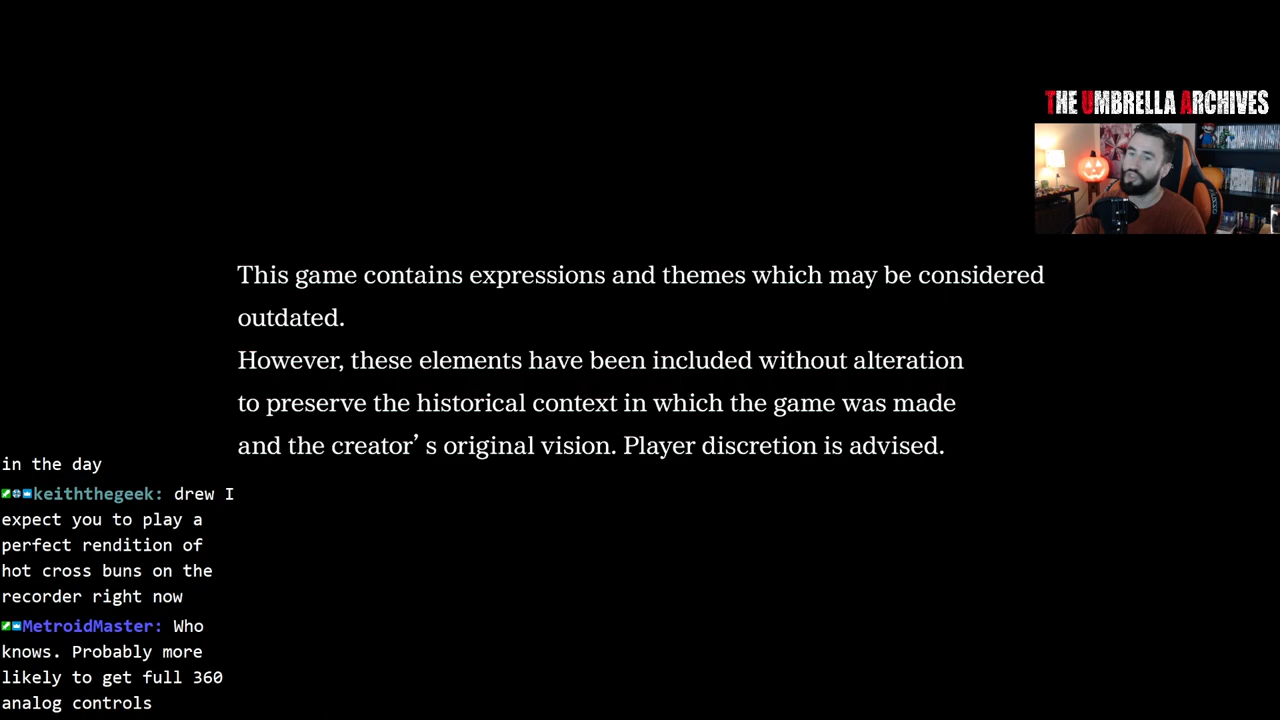 THE UMBRELLA ARCHIVES
This game contains expressions and themes which may be considered
outdated.
However, these elements have been included without alteration
to preserve the historical context in which the game was made
and the creator’s original vision. Player discretion is advised.
in the day
keiththegeek: drew I
expect you to play a
perfect rendition of
hot cross buns on the
recorder right now
MetroidMaster: Who
knows. Probably more
likely to get full 360
analog controls